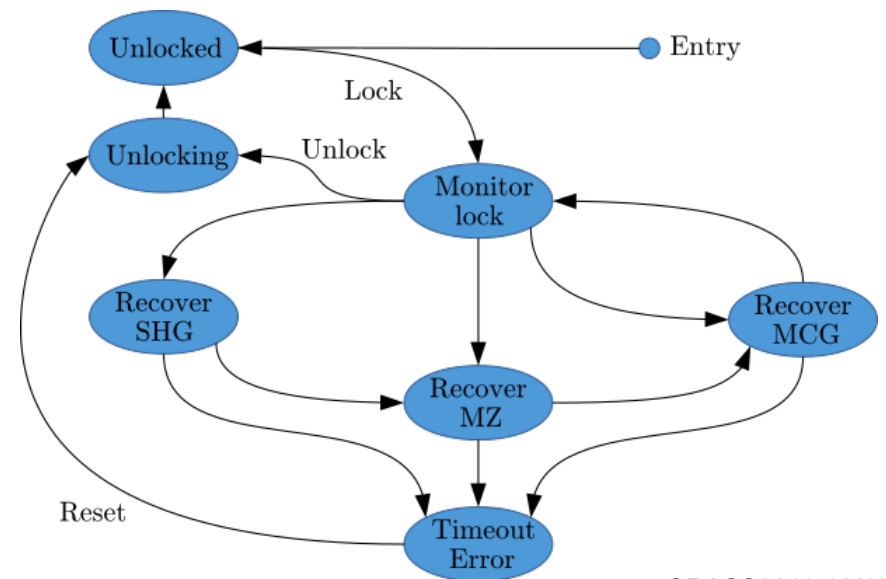 Unlocked
Entry
Lock
Unlocking
Unlock
Monitor
lock
Recover
SHG
Recover
MCG
Recover
MZ
Reset
Timeout
Error